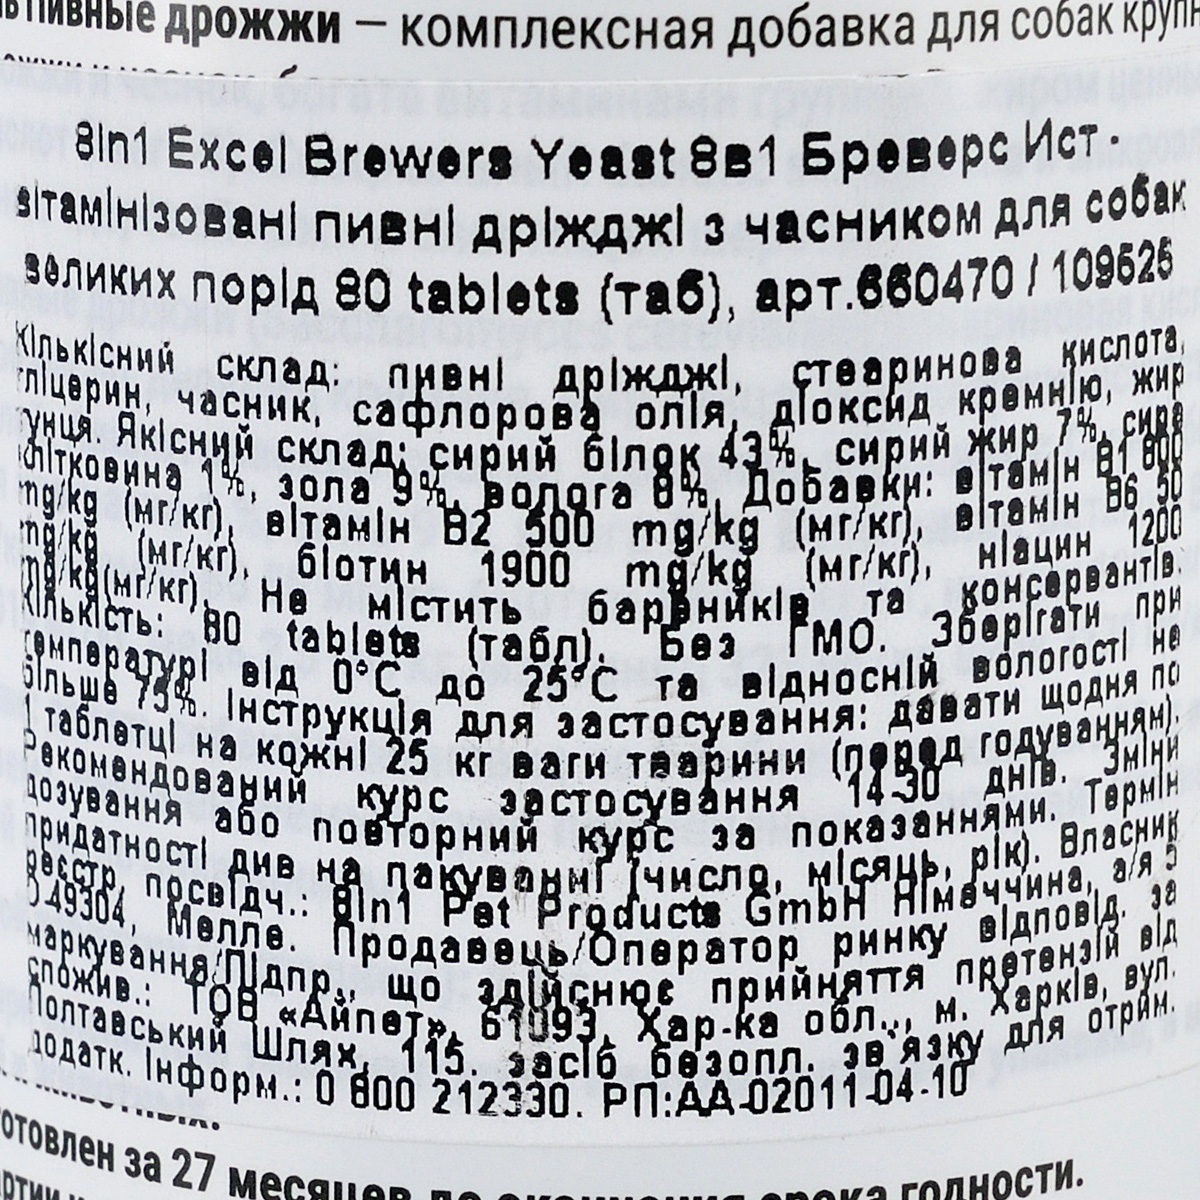 пивные дрожжи — комплексная добавка для собак круп
8in1 Excel Brewers Yeast 8в1 Бреверс Ист -
вітамінізовані пивні дріжджі з часником для собак
великих порід 80 tablets (таб), арт.660470 / 109525
Кількісний склад: пивні дріжджі, стеаринова кислота,
гліцерин, часник, сафлорова олія, діоксид кремнію, жир
тунця. Якісний склад: сирий білок 43%, сирий жир 7%, сира
клітковина 1%, зола 9%, волога 8%. Добавки: вітамін В1 800
mg/kg (мг/кг), вітамін В2 500 mg/kg (мг/кг), вітамін В6 50
mg/kg (мг/кг), біотин 1900 mg/kg (мг/кг), ніацин 1200
mg/kg(мг/кг). Не містить барвників та консервантів.
Кількість: 80 tablets (табл). Без ГМО. Зберігати при
температурі від 0°С до 25°С та відносній вологості не
більше 75%. Інструкція для застосування: давати щодня по
таблетці на кожні 25 кг ваги тварини (перед годуванням).
Рекомендований курс застосування 14-30 днів. Зміни
дозування або повторний курс за показаннями. Термін
придатності див на пакуванні (число, місяць, рік). Власник
реєстр, посвідч.: 8in1 Pet Products GmbH Німеччина, а/я 5
D.49304, Мелле. Продавець/Оператор ринку відповід. за
маркування/Підпр., що здійснює прийняття претензій від
спожив.: ТОВ «Айпет», 61093, Хар-ка обл., м. Харків, вул.
Полтавський Шлях, 115. засіб безопл. зв'язку для отрим.
додатк. Інформ.: 0 800 212330. РП:АА-02011-04-10
готовлен за 27 месяцев до окончания срока годности.